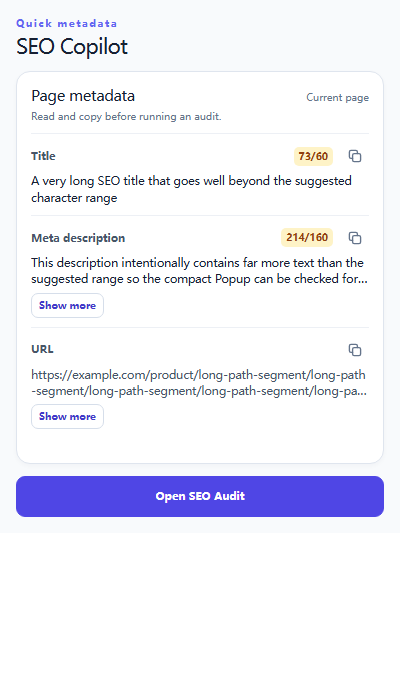 Quick metadata
SEO Copilot
Page metadata
Current page
Read and copy before running an audit.
Title
73/60
A very long SEO title that goes well beyond the suggested
character range
Meta description
214/160
This description intentionally contains far more text than the
suggested range so the compact Popup can be checked for...
Show more
URL
https://example.com/product/long-path-segment/long-path
-segment/long-path-segment/long-path-segment/long-pa...
Show more
Open SEO Audit